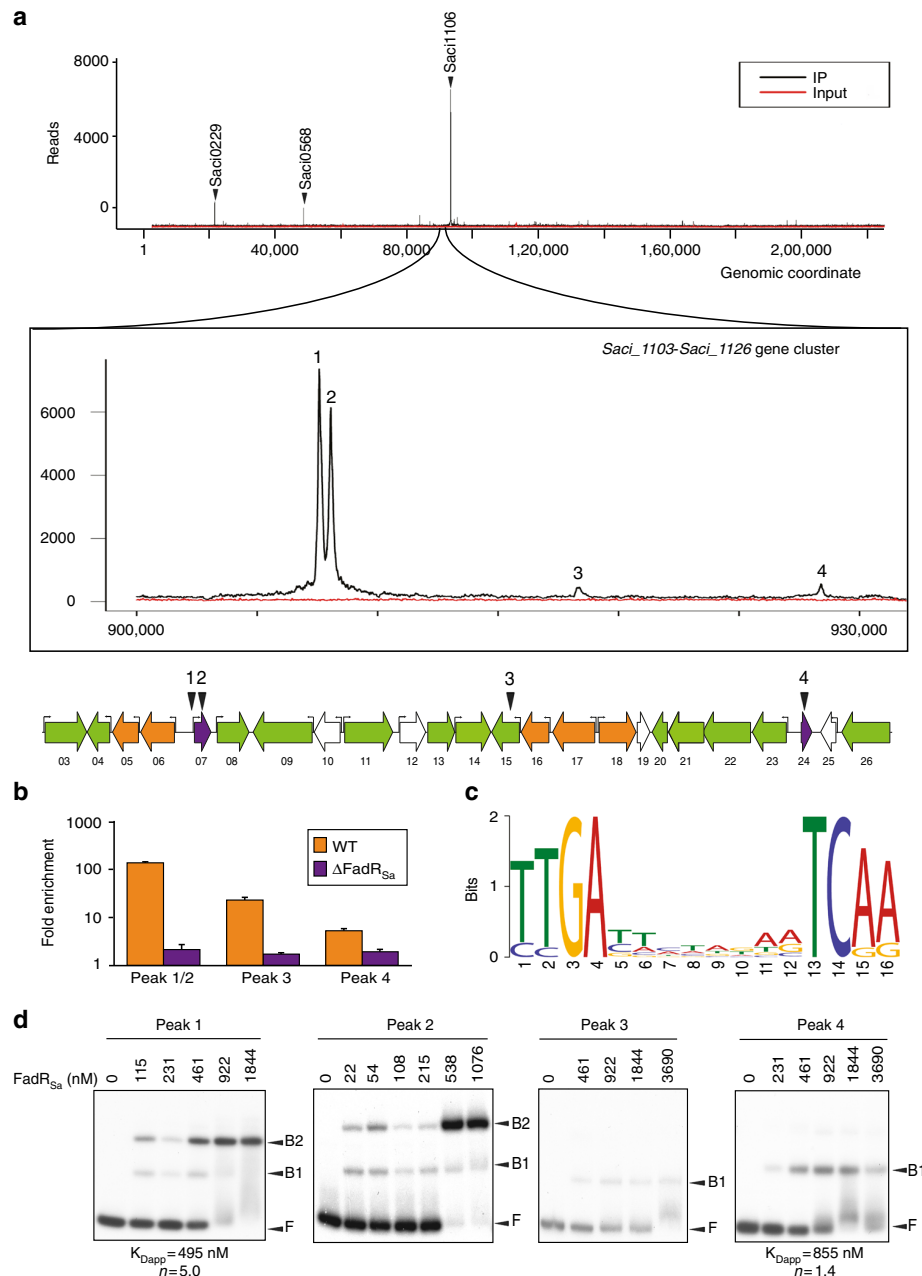 a
8000
4000
0
Reads
Saci0229
Saci0568
Saci1106
IP
Input
1
40,000
80,000
1,20,000
1,60,000
2,00,000
Genomic coordinate
Saci_1103-Saci_1126 gene cluster
1
2
3
4
6000
4000
2000
0
900,000
930,000
1 2
3
4
03 04 05 06 07 08 09 10 11 12 13 14 15 16 17 18 19 20 21 22 23 24 25 26
b
Fold enrichment
1000
100
10
1
WT
ΔFadRSa
Peak 1/2
Peak 3
Peak 4
c
Bits
2
1
0
1 2 3 4 5 6 7 8 9 10 11 12 13 14 15 16
d
Peak 1
Peak 2
Peak 3
Peak 4
FadRSa (nM)
0 115 231 461 922 1844
0 22 54 108 215 538 1076
0 461 922 1844 3690
0 231 461 922 1844 3690
B2
B1
F
B2
B1
F
B1
F
B1
F
KDapp = 495 nM
n = 5.0
KDapp = 855 nM
n = 1.4